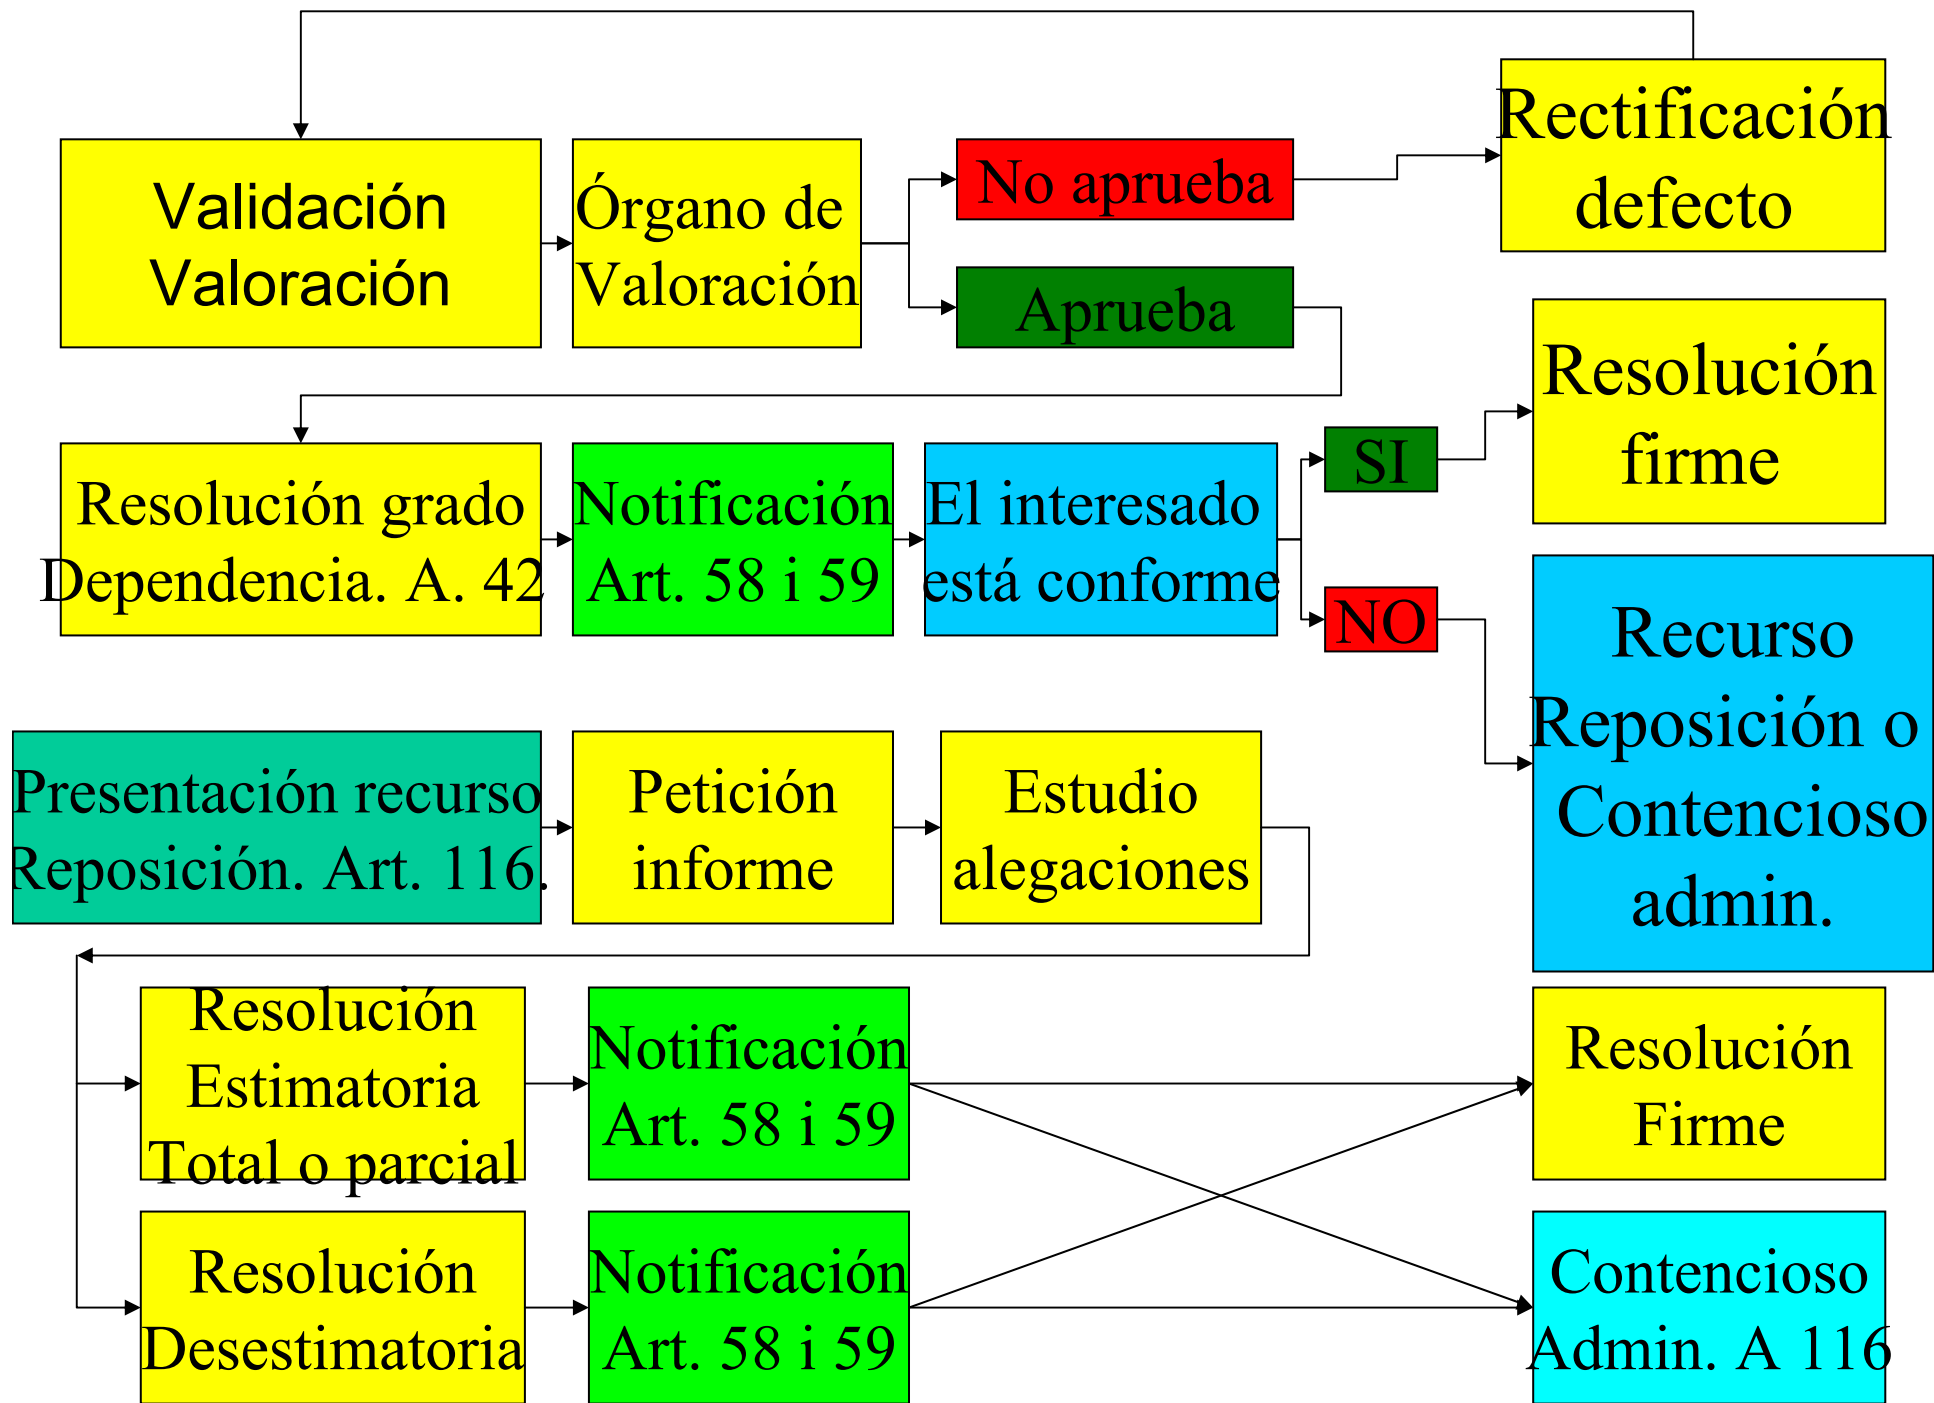 Validación
Valoración
Órgano de
Valoración
No aprueba
Aprueba
Rectificación
defecto
Resolución grado
Dependencia. A. 42
Notificación
Art. 58 i 59
El interesado
está conforme
SI
NO
Resolución
firme
Recurso
Reposición o
Contencioso
admin.
Presentación recurso
Reposición. Art. 116.
Petición
informe
Estudio
alegaciones
Resolución
Estimatoria
Total o parcial
Notificación
Art. 58 i 59
Resolución
Firme
Resolución
Desestimatoria
Notificación
Art. 58 i 59
Contencioso
Admin. A 116